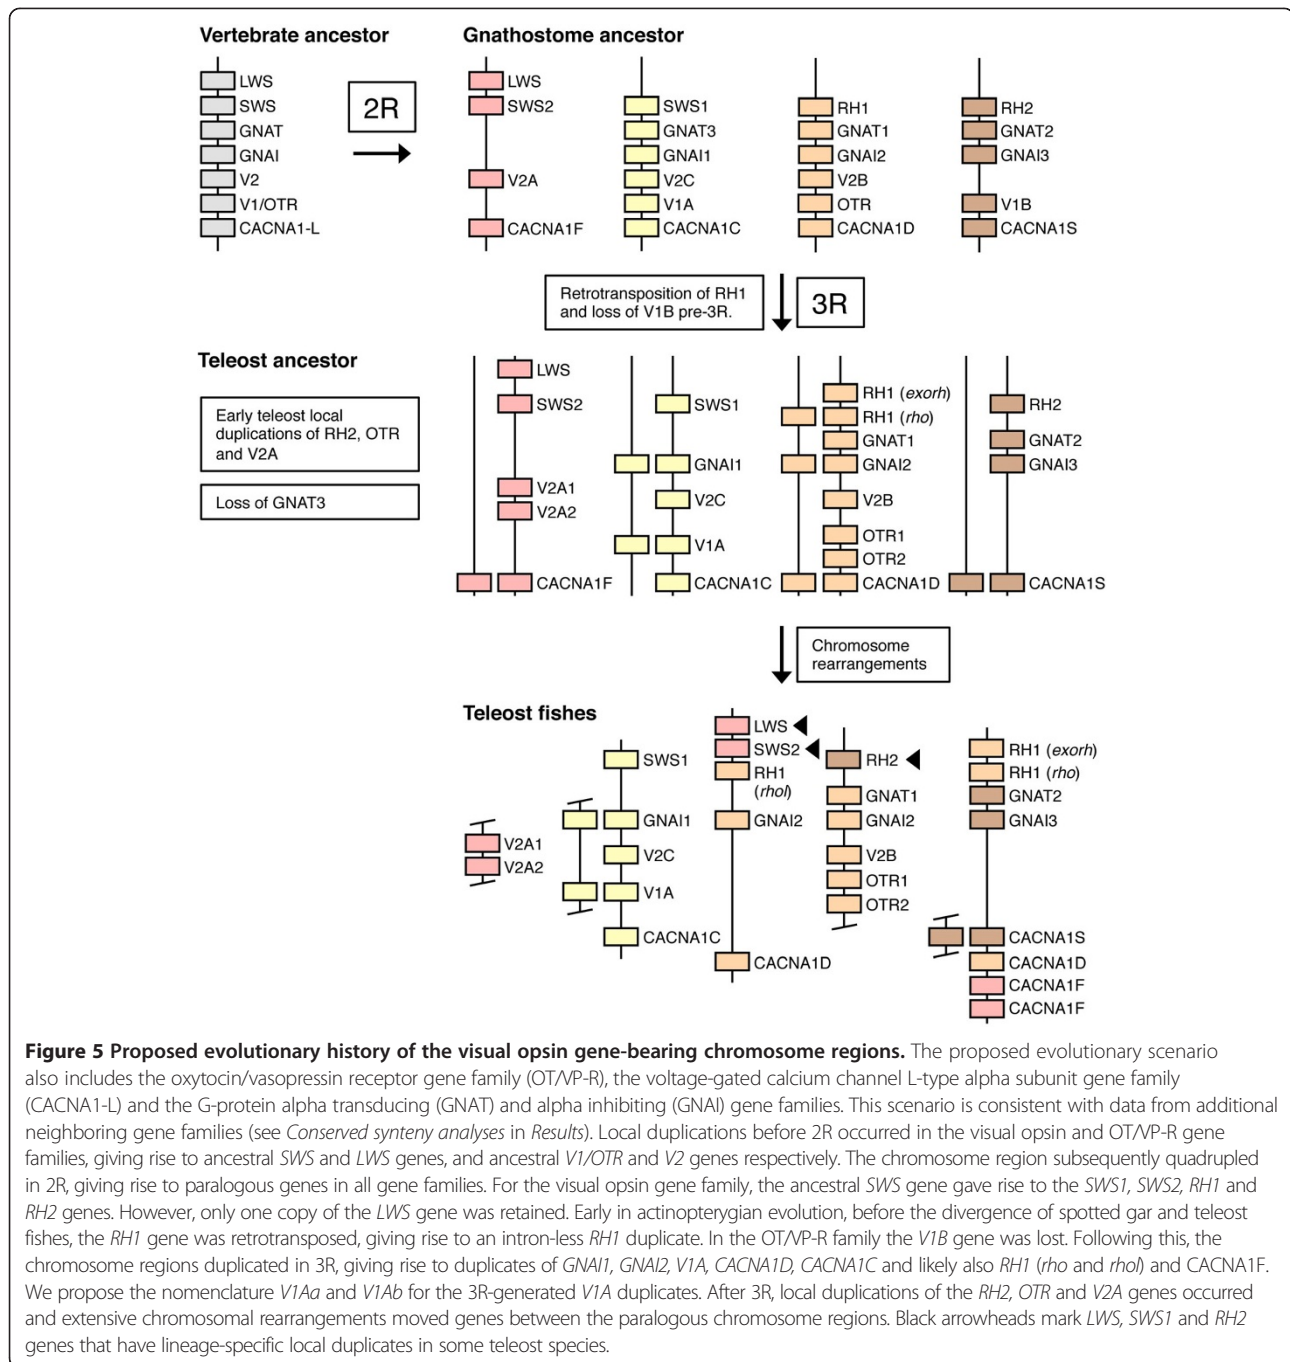 Vertebrate ancestor
Gnathostome ancestor
LWS
SWS
GNAT
GNAI
V2
V1/OTR
CACNA1-L
2R
LWS
SWS2
V2A
CACNA1F
SWS1
GNAT3
GNAI1
V2C
V1A
CACNA1C
RH1
GNAT1
GNAI2
V2B
OTR
CACNA1D
RH2
GNAT2
GNAI3
V1B
CACNA1S
Retrotransposition of RH1
and loss of V1B pre-3R.
3R
Teleost ancestor
Early teleost local
duplications of RH2, OTR
and V2A
Loss of GNAT3
LWS
SWS2
V2A1
V2A2
CACNA1F
SWS1
GNAI1
V2C
V1A
CACNA1C
RH1 (exorh)
RH1 (rho)
GNAT1
GNAI2
V2B
OTR1
OTR2
CACNA1D
RH2
GNAT2
GNAI3
CACNA1S
Chromosome
rearrangements
Teleost fishes
V2A1
V2A2
SWS1
GNAI1
V2C
V1A
CACNA1C
LWS
SWS2
RH1
(rhol)
GNAI2
CACNA1D
RH2
GNAT1
GNAI2
V2B
OTR1
OTR2
RH1 (exorh)
RH1 (rho)
GNAT2
GNAI3
CACNA1S
CACNA1D
CACNA1F
CACNA1F
Figure 5 Proposed evolutionary history of the visual opsin gene-bearing chromosome regions. The proposed evolutionary scenario
also includes the oxytocin/vasopressin receptor gene family (OT/VP-R), the voltage-gated calcium channel L-type alpha subunit gene family
(CACNA1-L) and the G-protein alpha transducing (GNAT) and alpha inhibiting (GNAI) gene families. This scenario is consistent with data from additional
neighboring gene families (see Conserved synteny analyses in Results). Local duplications before 2R occurred in the visual opsin and OT/VP-R gene
families, giving rise to ancestral SWS and LWS genes, and ancestral V1/OTR and V2 genes respectively. The chromosome region subsequently quadrupled
in 2R, giving rise to paralogous genes in all gene families. For the visual opsin gene family, the ancestral SWS gene gave rise to the SWS1, SWS2, RH1 and
RH2 genes. However, only one copy of the LWS gene was retained. Early in actinopterygian evolution, before the divergence of spotted gar and teleost
fishes, the RH1 gene was retrotransposed, giving rise to an intron-less RH1 duplicate. In the OT/VP-R family the V1B gene was lost. Following this, the
chromosome regions duplicated in 3R, giving rise to duplicates of GNAI1, GNAI2, V1A, CACNA1D, CACNA1C and likely also RH1 (rho and rhol) and CACNA1F.
We propose the nomenclature V1Aa and V1Ab for the 3R-generated V1A duplicates. After 3R, local duplications of the RH2, OTR and V2A genes occurred
and extensive chromosomal rearrangements moved genes between the paralogous chromosome regions. Black arrowheads mark LWS, SWS1 and RH2
genes that have lineage-specific local duplicates in some teleost species.